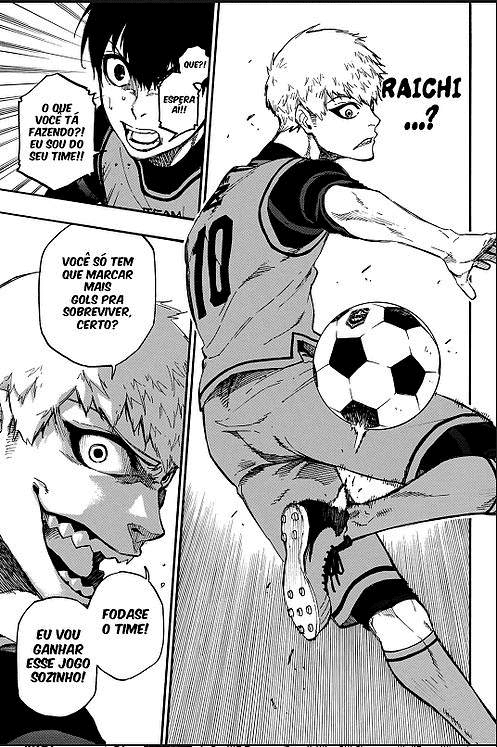 RAICHI
...?
10
QUE?!
ESPERA
AÍ!!
O QUE
VOCÊ TÁ
FAZENDO?!
EU SOU DO
SEU TIME!!
TEAM
VOCÊ SÓ TEM
QUE MARCAR
MAIS
GOLS PRA
SOBREVIVER,
CERTO?
FODASE
O TIME!
EU VOU
GANHAR
ESSE JOGO
SOZINHO!